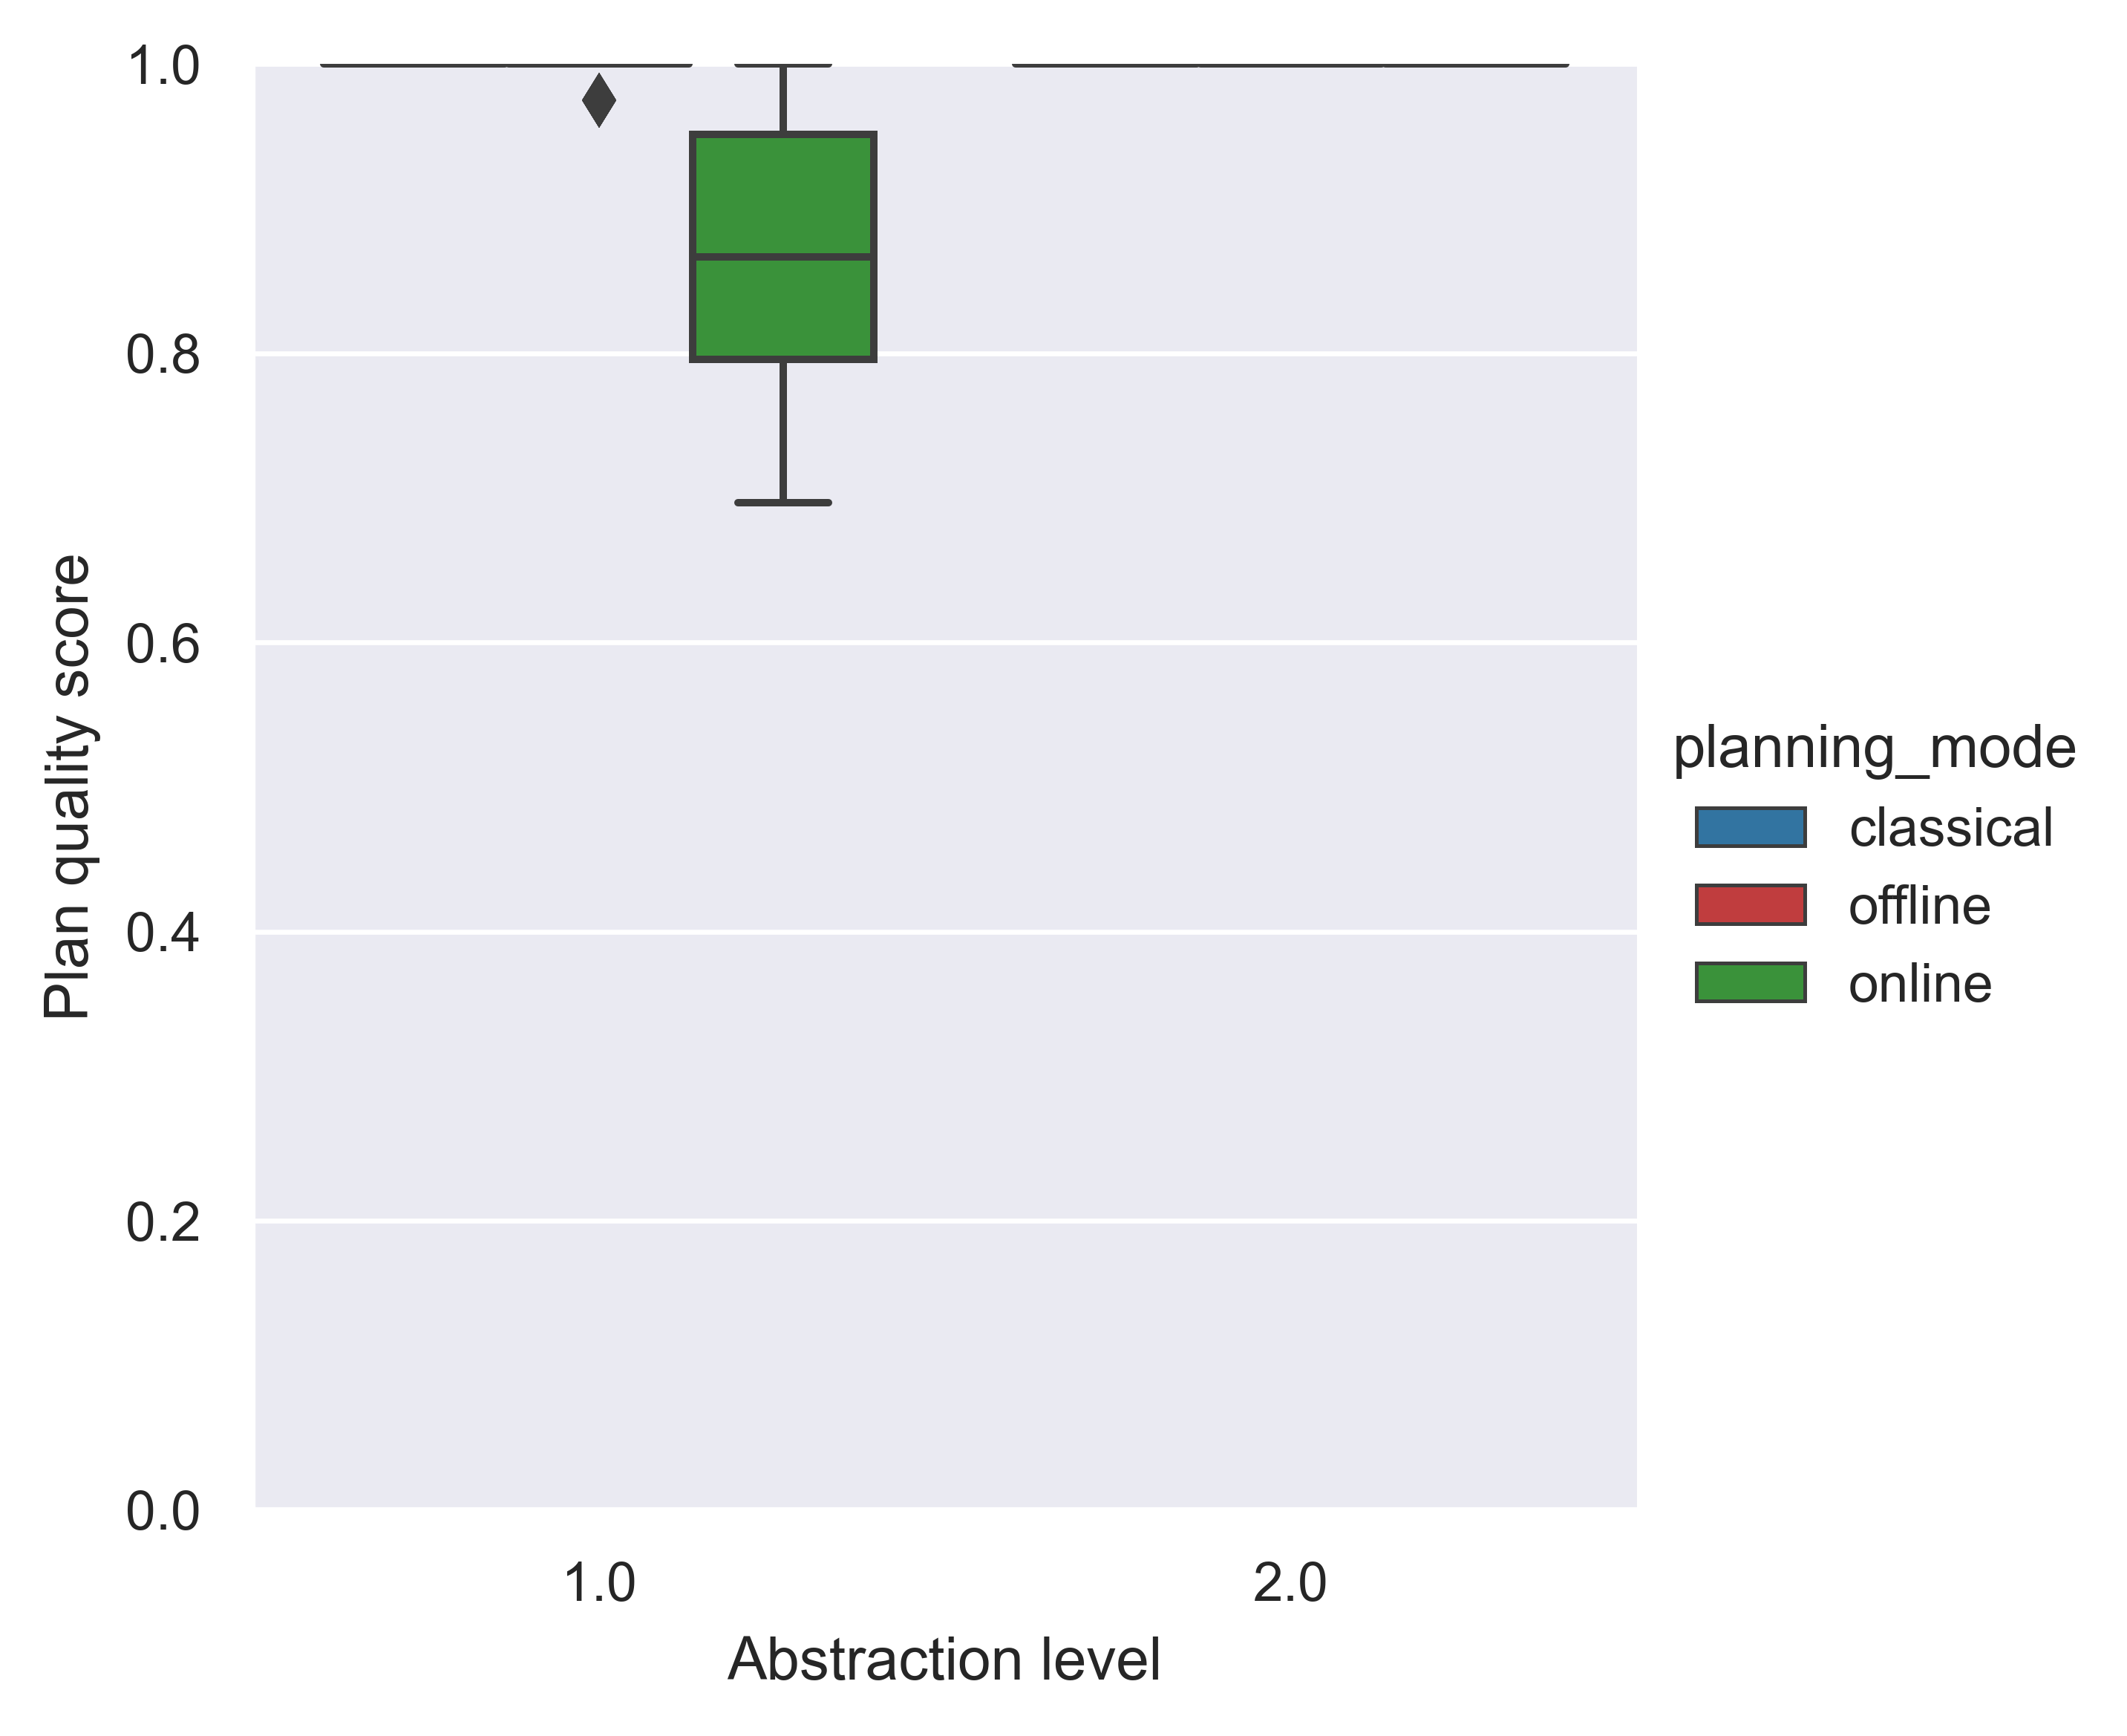 1.0
0.8
0.6
0.4
0.2
0.0
Plan quality score
1.0 2.0
Abstraction level
planning_mode
classical
offline
online